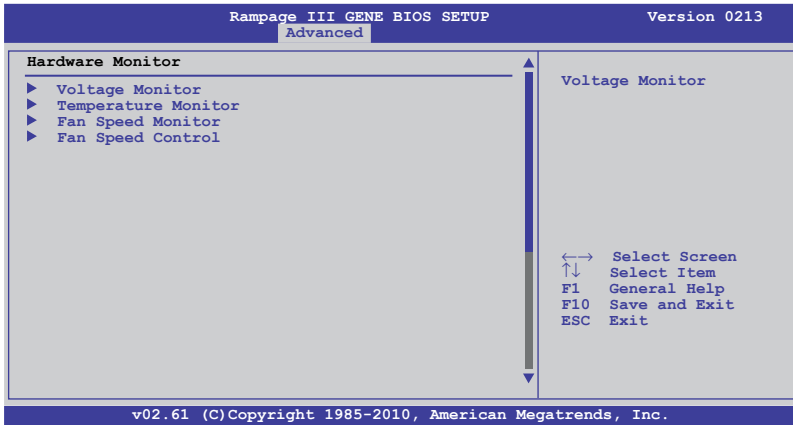 Rampage III GENE BIOS SETUP Version 0213
Advanced
Hardware Monitor
Voltage Monitor
Temperature Monitor
Fan Speed Monitor
Fan Speed Control
Voltage Monitor
←→ Select Screen
↑↓ Select Item
F1 General Help
F10 Save and Exit
ESC Exit
v02.61 (C)Copyright 1985-2010, American Megatrends, Inc.